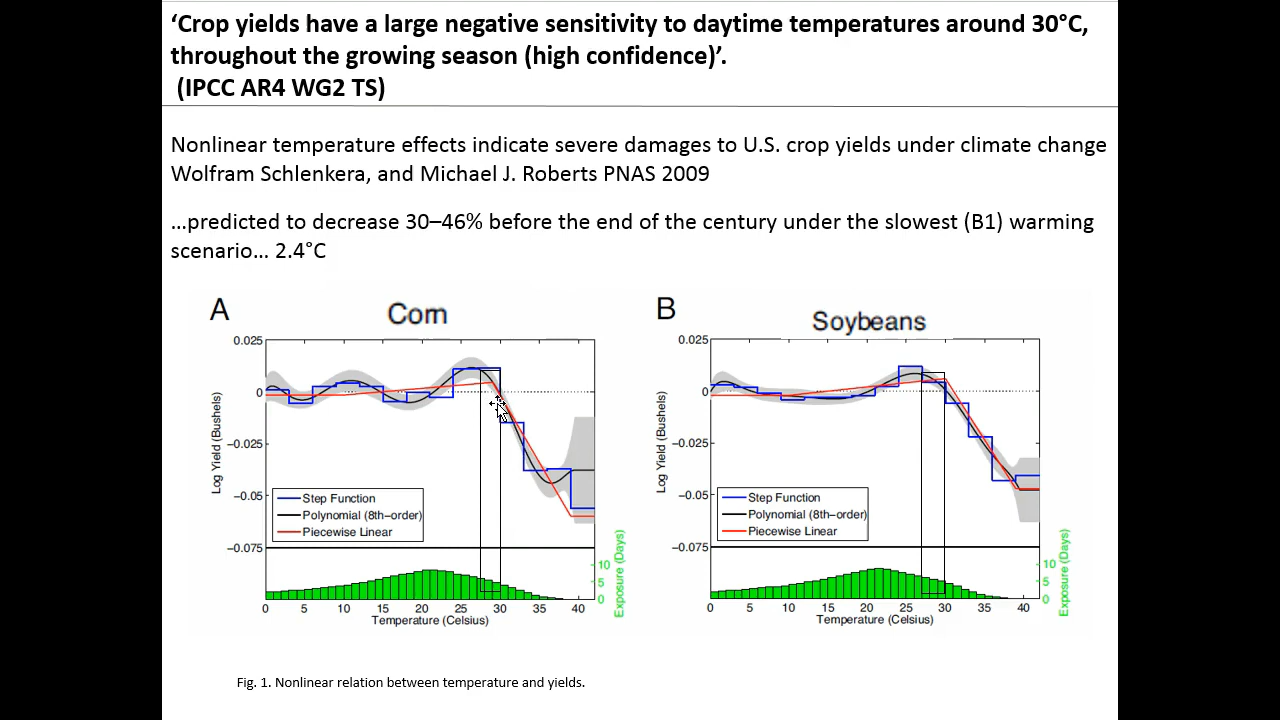 ‘Crop yields have a large negative sensitivity to daytime temperatures around 30°C,
throughout the growing season (high confidence)’.
(IPCC AR4 WG2 TS)
Nonlinear temperature effects indicate severe damages to U.S. crop yields under climate change
Wolfram Schlenkera, and Michael J. Roberts PNAS 2009
…predicted to decrease 30–46% before the end of the century under the slowest (B1) warming
scenario… 2.4°C
A
Corn
0.025
0
−0.025
−0.05
−0.075
Log Yield (Bushels)
Step Function
Polynomial (8th-order)
Piecewise Linear
10
5
0
Exposure (Days)
0 5 10 15 20 25 30 35 40
Temperature (Celsius)
B
Soybeans
0.025
0
−0.025
−0.05
−0.075
Log Yield (Bushels)
Step Function
Polynomial (8th-order)
Piecewise Linear
10
5
0
Exposure (Days)
0 5 10 15 20 25 30 35 40
Temperature (Celsius)
Fig. 1. Nonlinear relation between temperature and yields.